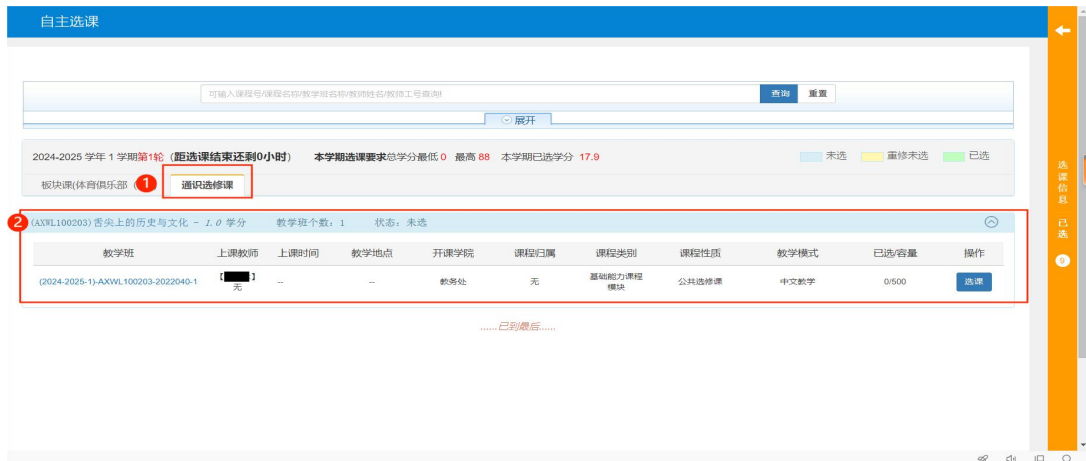 自主选课
可输入课程号/课程名称/教学班名称/教师姓名/教师工号查询!
查询 重置
展开
2024-2025 学年 1 学期第1轮（距选课结束还剩0小时） 本学期选课要求总学分最低 0 最高 88 本学期已选学分 17.9 未选 重修未选 已选
板块课(体育俱乐部 ( 1 通识选修课
2 (AXWL100203)舌尖上的历史与文化 - 1.0 学分 教学班个数: 1 状态: 未选
教学班 上课教师 上课时间 教学地点 开课学院 课程归属 课程类别 课程性质 教学模式 已选/容量 操作
(2024-2025-1)-AXWL100203-2022040-1 【 】 无 -- -- 教务处 无 基础能力课程模块 公共选修课 中文教学 0/500 选课
......已到最后......
选课信息 已选 9